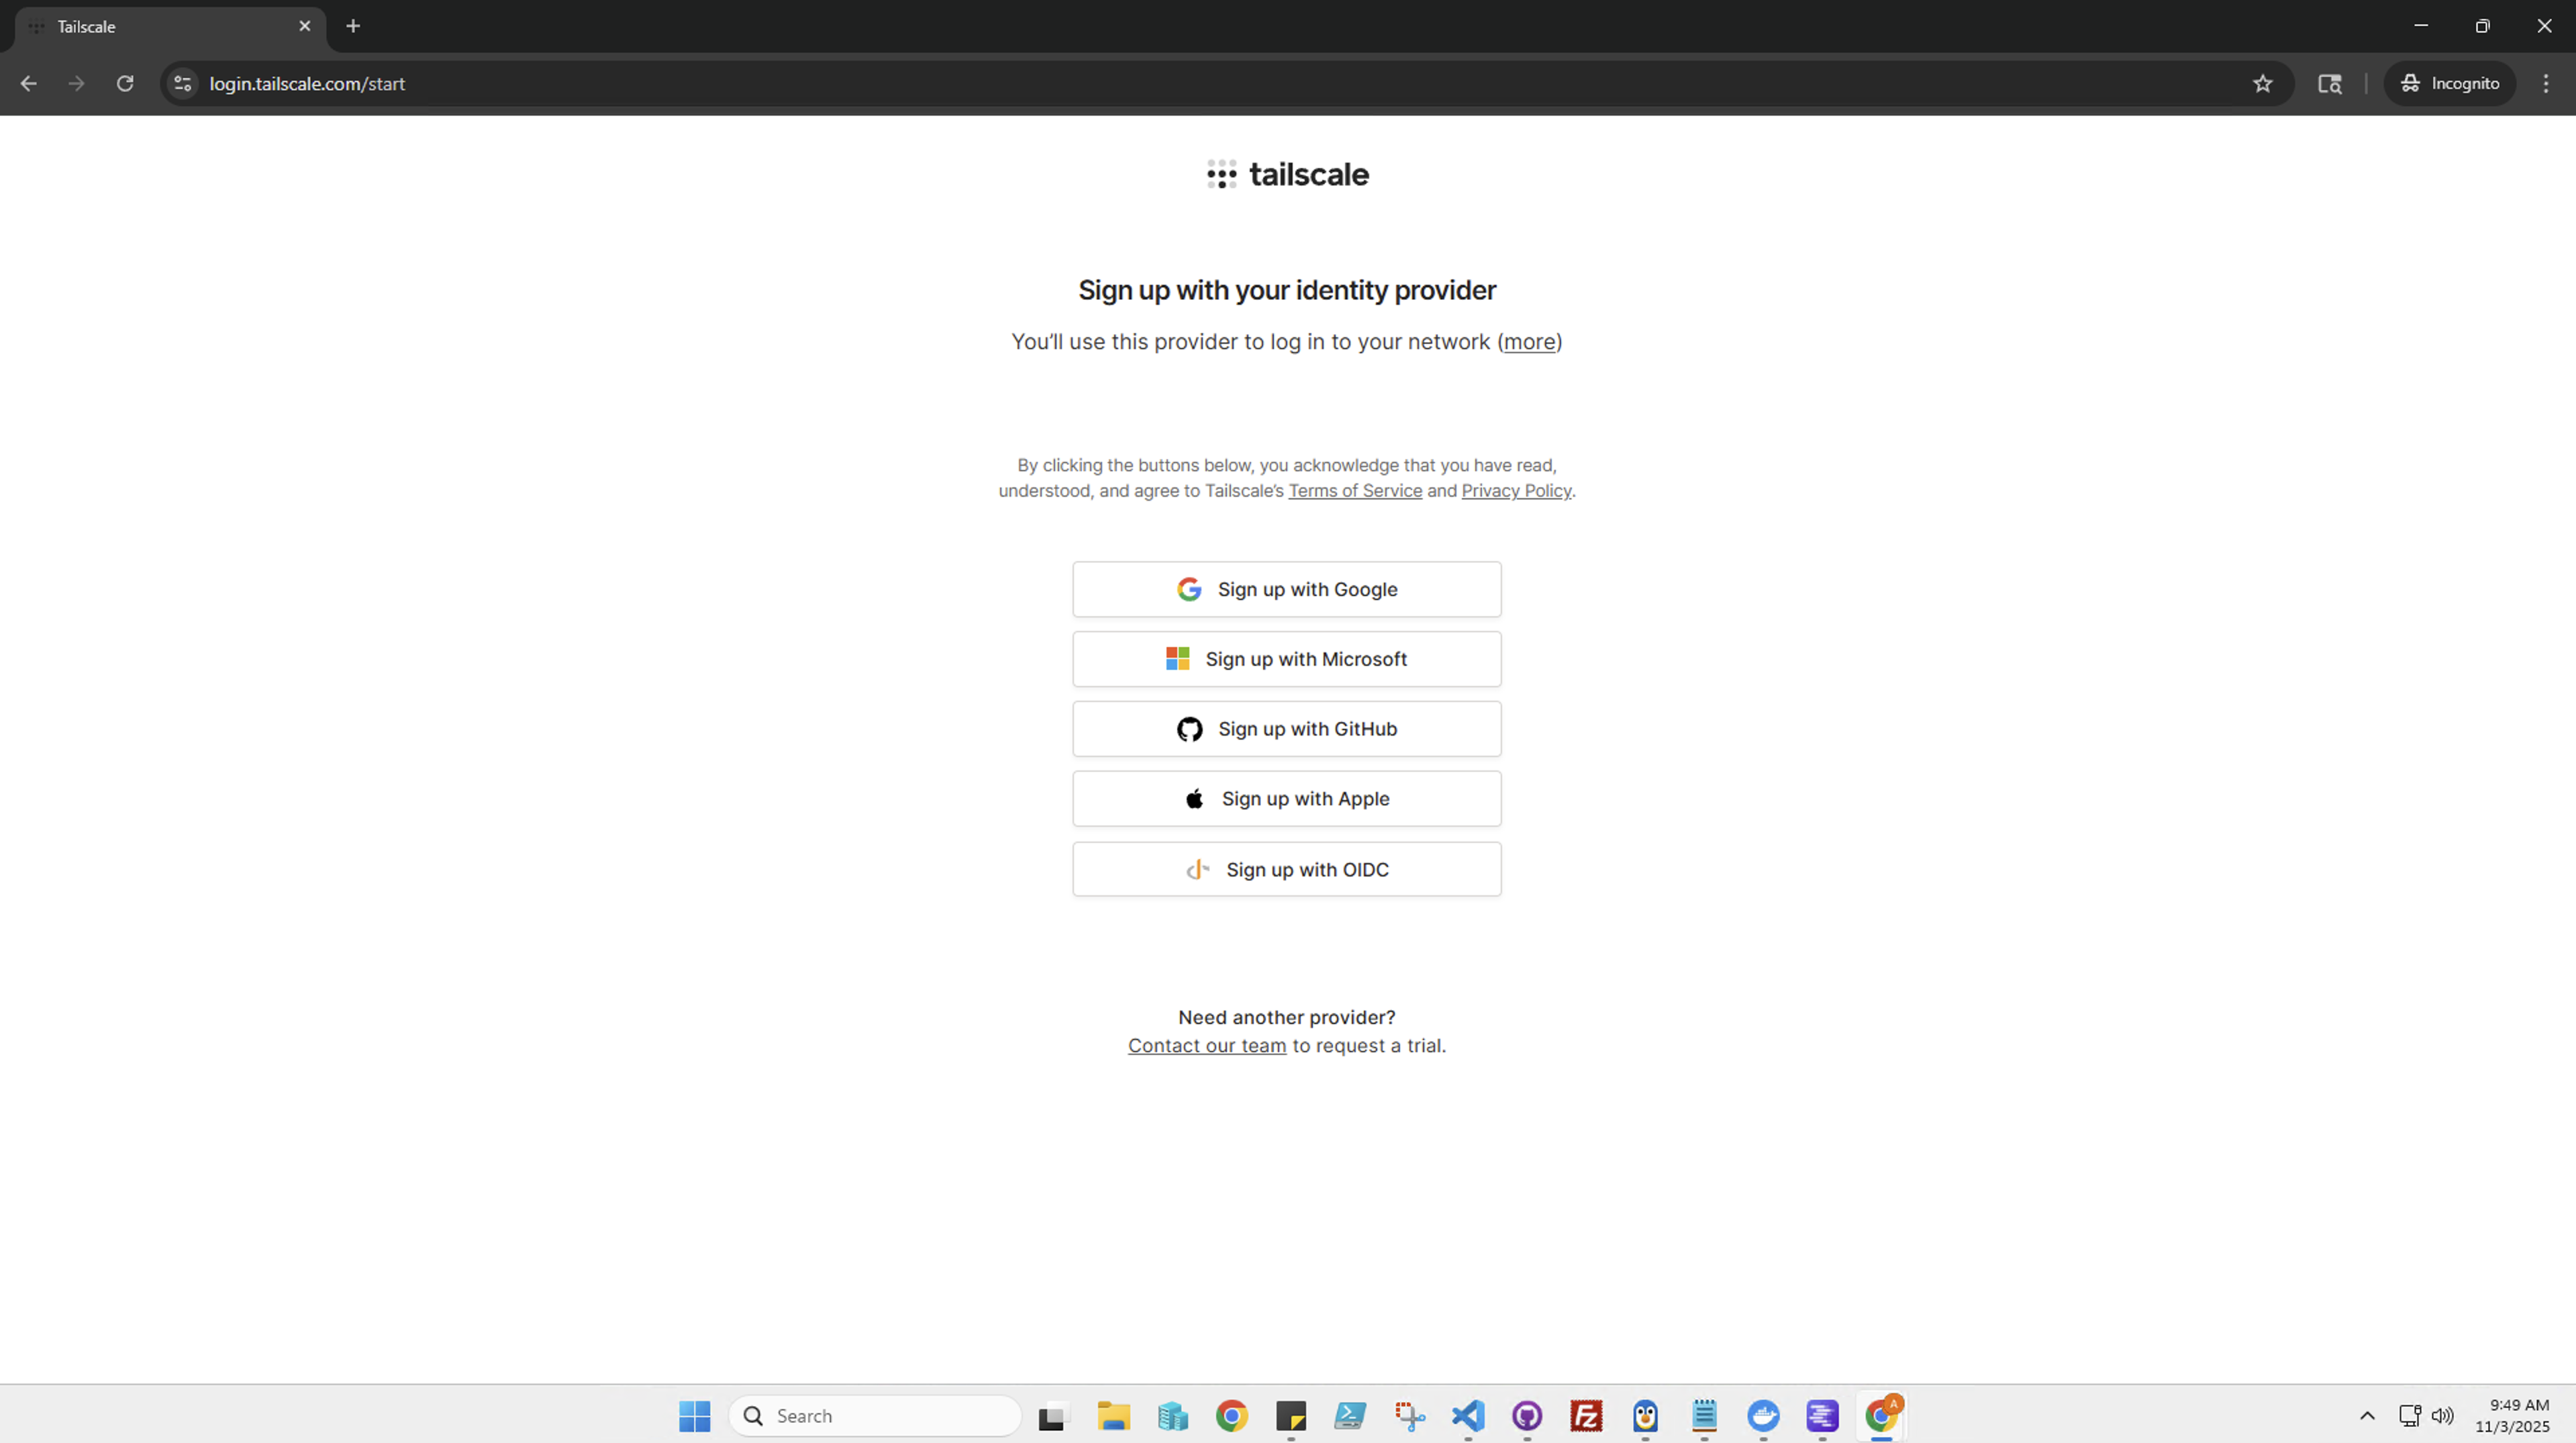 Tailscale
login.tailscale.com/start
Incognito
tailscale
Sign up with your identity provider
You’ll use this provider to log in to your network (more)
By clicking the buttons below, you acknowledge that you have read,
understood, and agree to Tailscale’s Terms of Service and Privacy Policy.
Sign up with Google
Sign up with Microsoft
Sign up with GitHub
Sign up with Apple
Sign up with OIDC
Need another provider?
Contact our team to request a trial.
Search
Fz
A
9:49 AM
11/3/2025